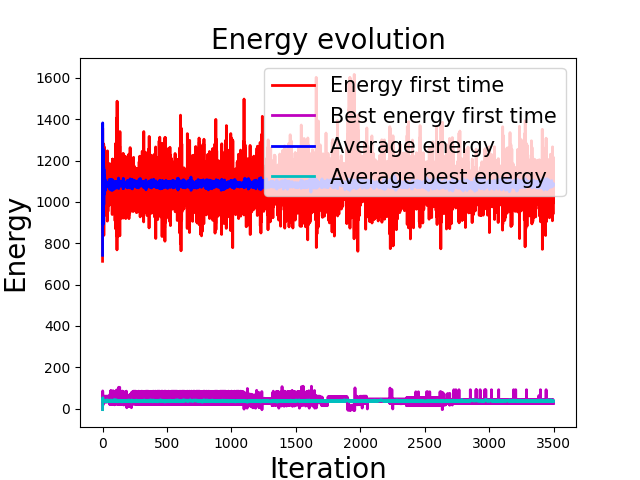 Energy evolution
Energy first time
Best energy first time
Average energy
Average best energy
1600
1400
1200
1000
800
600
400
200
0
Energy
0 500 1000 1500 2000 2500 3000 3500
Iteration